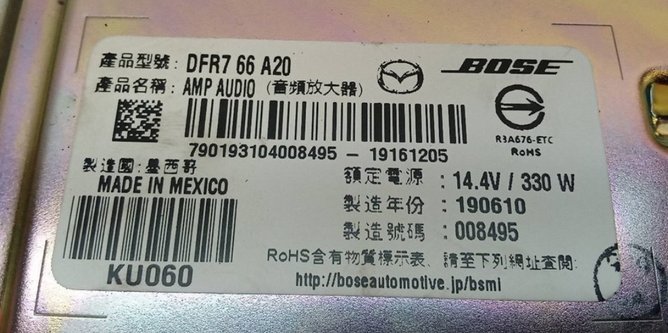 產品型號: DFR7 66 A20
BOSE
產品名稱: AMP AUDIO (音頻放大器)
R3A676-ETC
RoHS
790193104008495 - 19161205
製造國: 墨西哥
MADE IN MEXICO
額定電源 : 14.4V / 330 W
製造年份 : 190610
製造號碼 : 008495
KU060
RoHS含有物質標示表、請至下列網址查閱:
http://boseautomotive.jp/bsmi